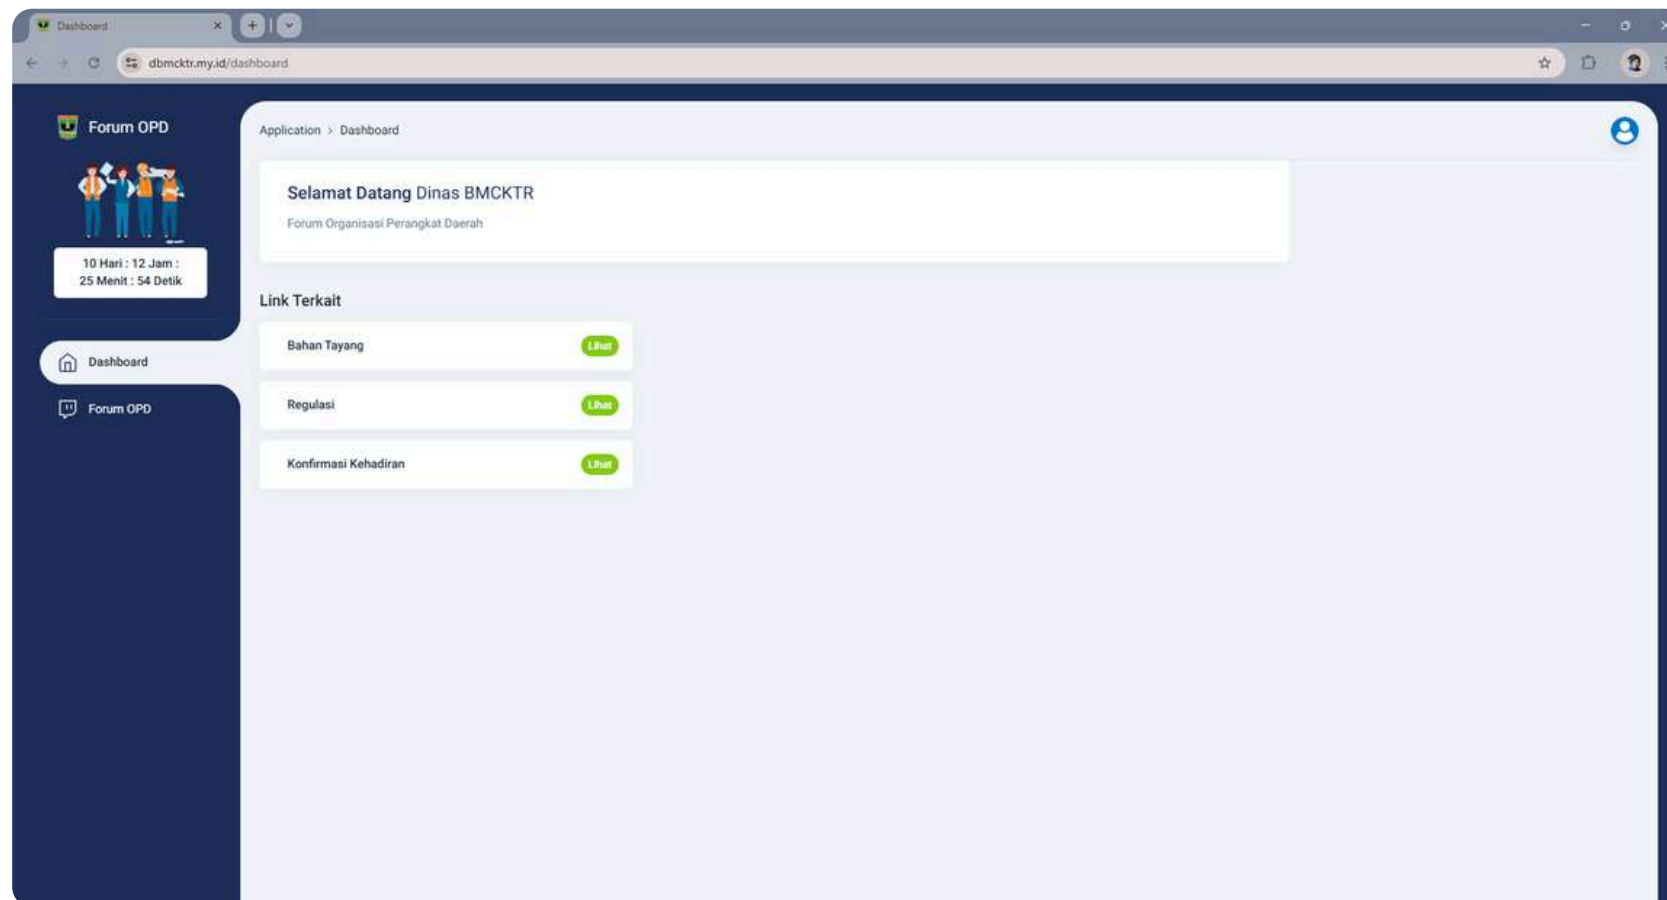 Dashboard
dbmcktr.my.id/dashboard
Forum OPD
10 Hari : 12 Jam :
25 Menit : 54 Detik
Dashboard
Forum OPD
Application > Dashboard
Selamat Datang Dinas BMCKTR
Forum Organisasi Perangkat Daerah
Link Terkait
Bahan Tayang Lihat
Regulasi Lihat
Konfirmasi Kehadiran Lihat